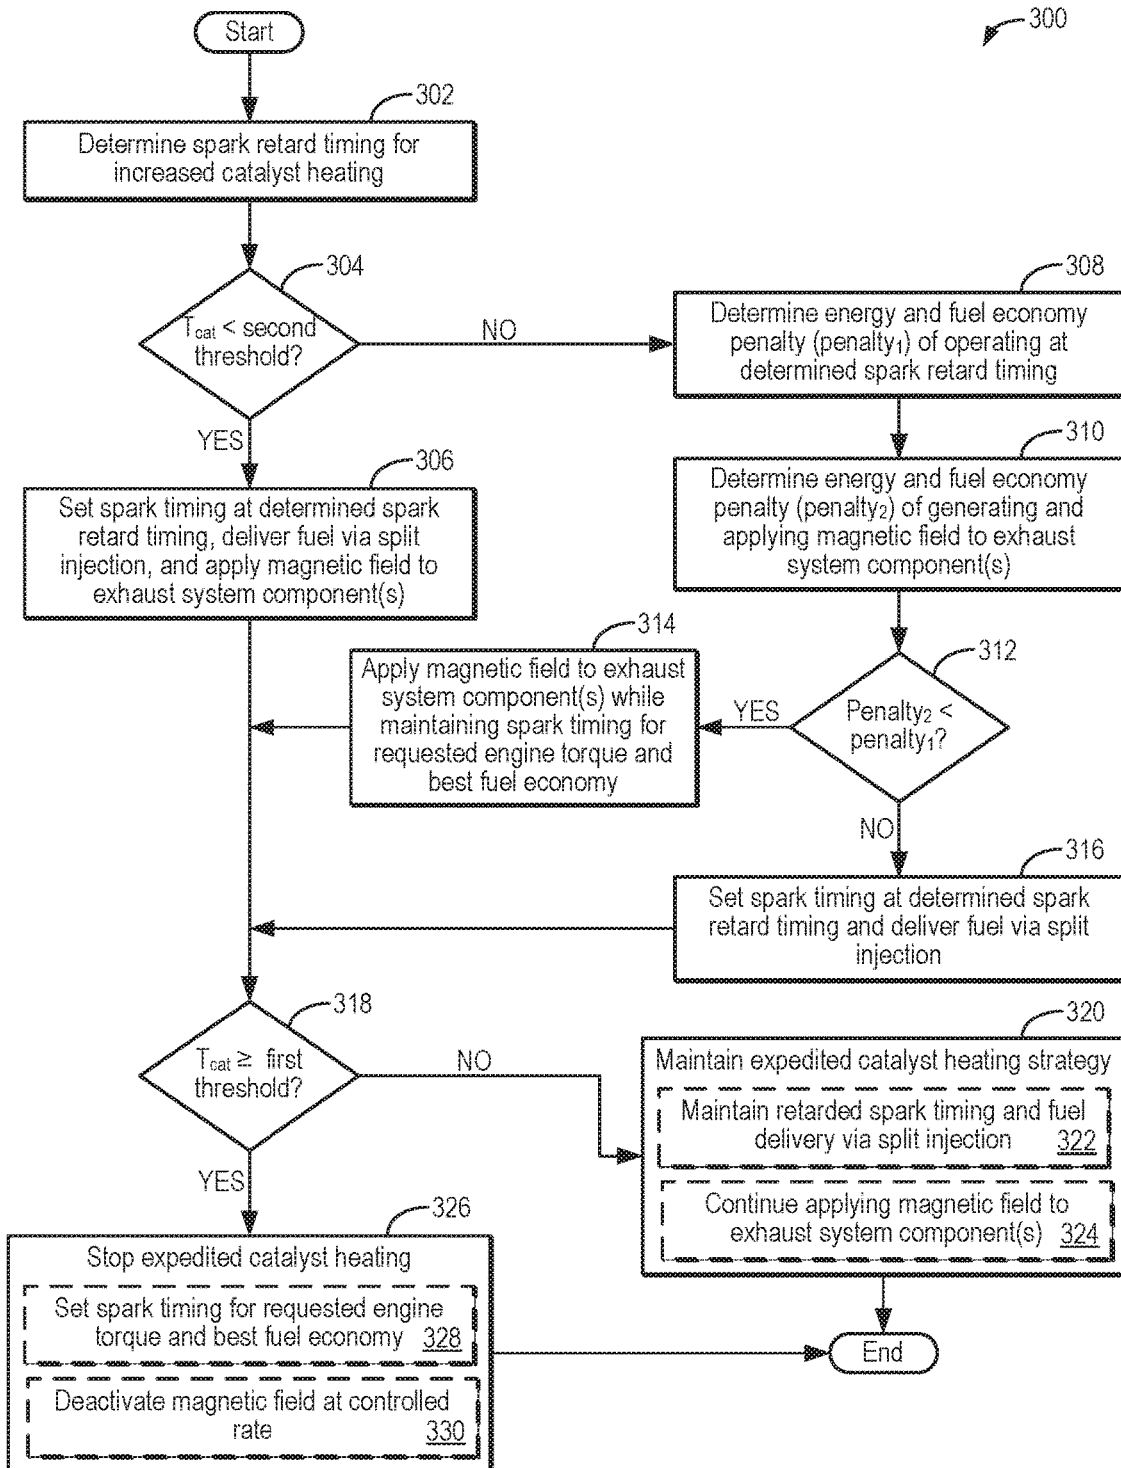 Start
300
302
Determine spark retard timing for
increased catalyst heating
304
T_cat < second
threshold?
NO
YES
308
Determine energy and fuel economy
penalty (penalty₁) of operating at
determined spark retard timing
306
Set spark timing at determined spark
retard timing, deliver fuel via split
injection, and apply magnetic field to
exhaust system component(s)
310
Determine energy and fuel economy
penalty (penalty₂) of generating and
applying magnetic field to exhaust
system component(s)
312
Penalty₂ <
penalty₁?
YES
NO
314
Apply magnetic field to exhaust
system component(s) while
maintaining spark timing for
requested engine torque and
best fuel economy
316
Set spark timing at determined spark
retard timing and deliver fuel via split
injection
318
T_cat ≥ first
threshold?
NO
YES
320
Maintain expedited catalyst heating strategy
Maintain retarded spark timing and fuel
delivery via split injection 322
Continue applying magnetic field to
exhaust system component(s) 324
326
Stop expedited catalyst heating
Set spark timing for requested engine
torque and best fuel economy 328
Deactivate magnetic field at controlled
rate 330
End